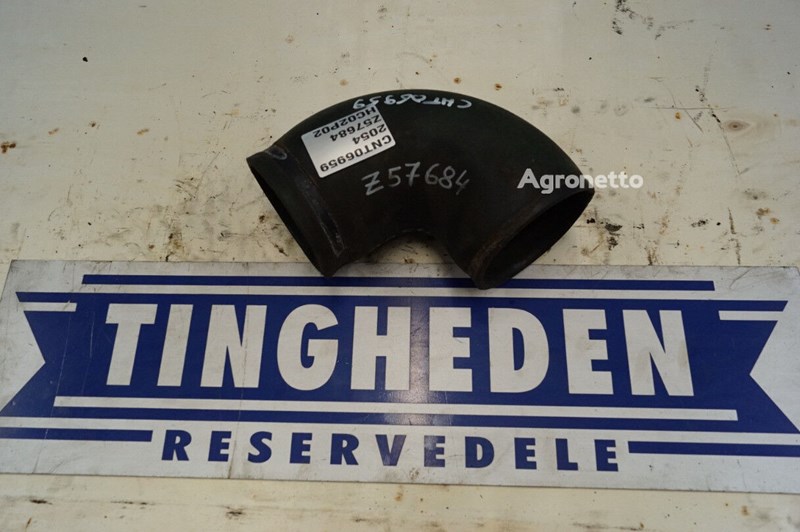 CNT06959
CNT06959
2054
Z57684
HC02P02
Z57684
Agronetto
TINGHEDEN
RESERVEDELE